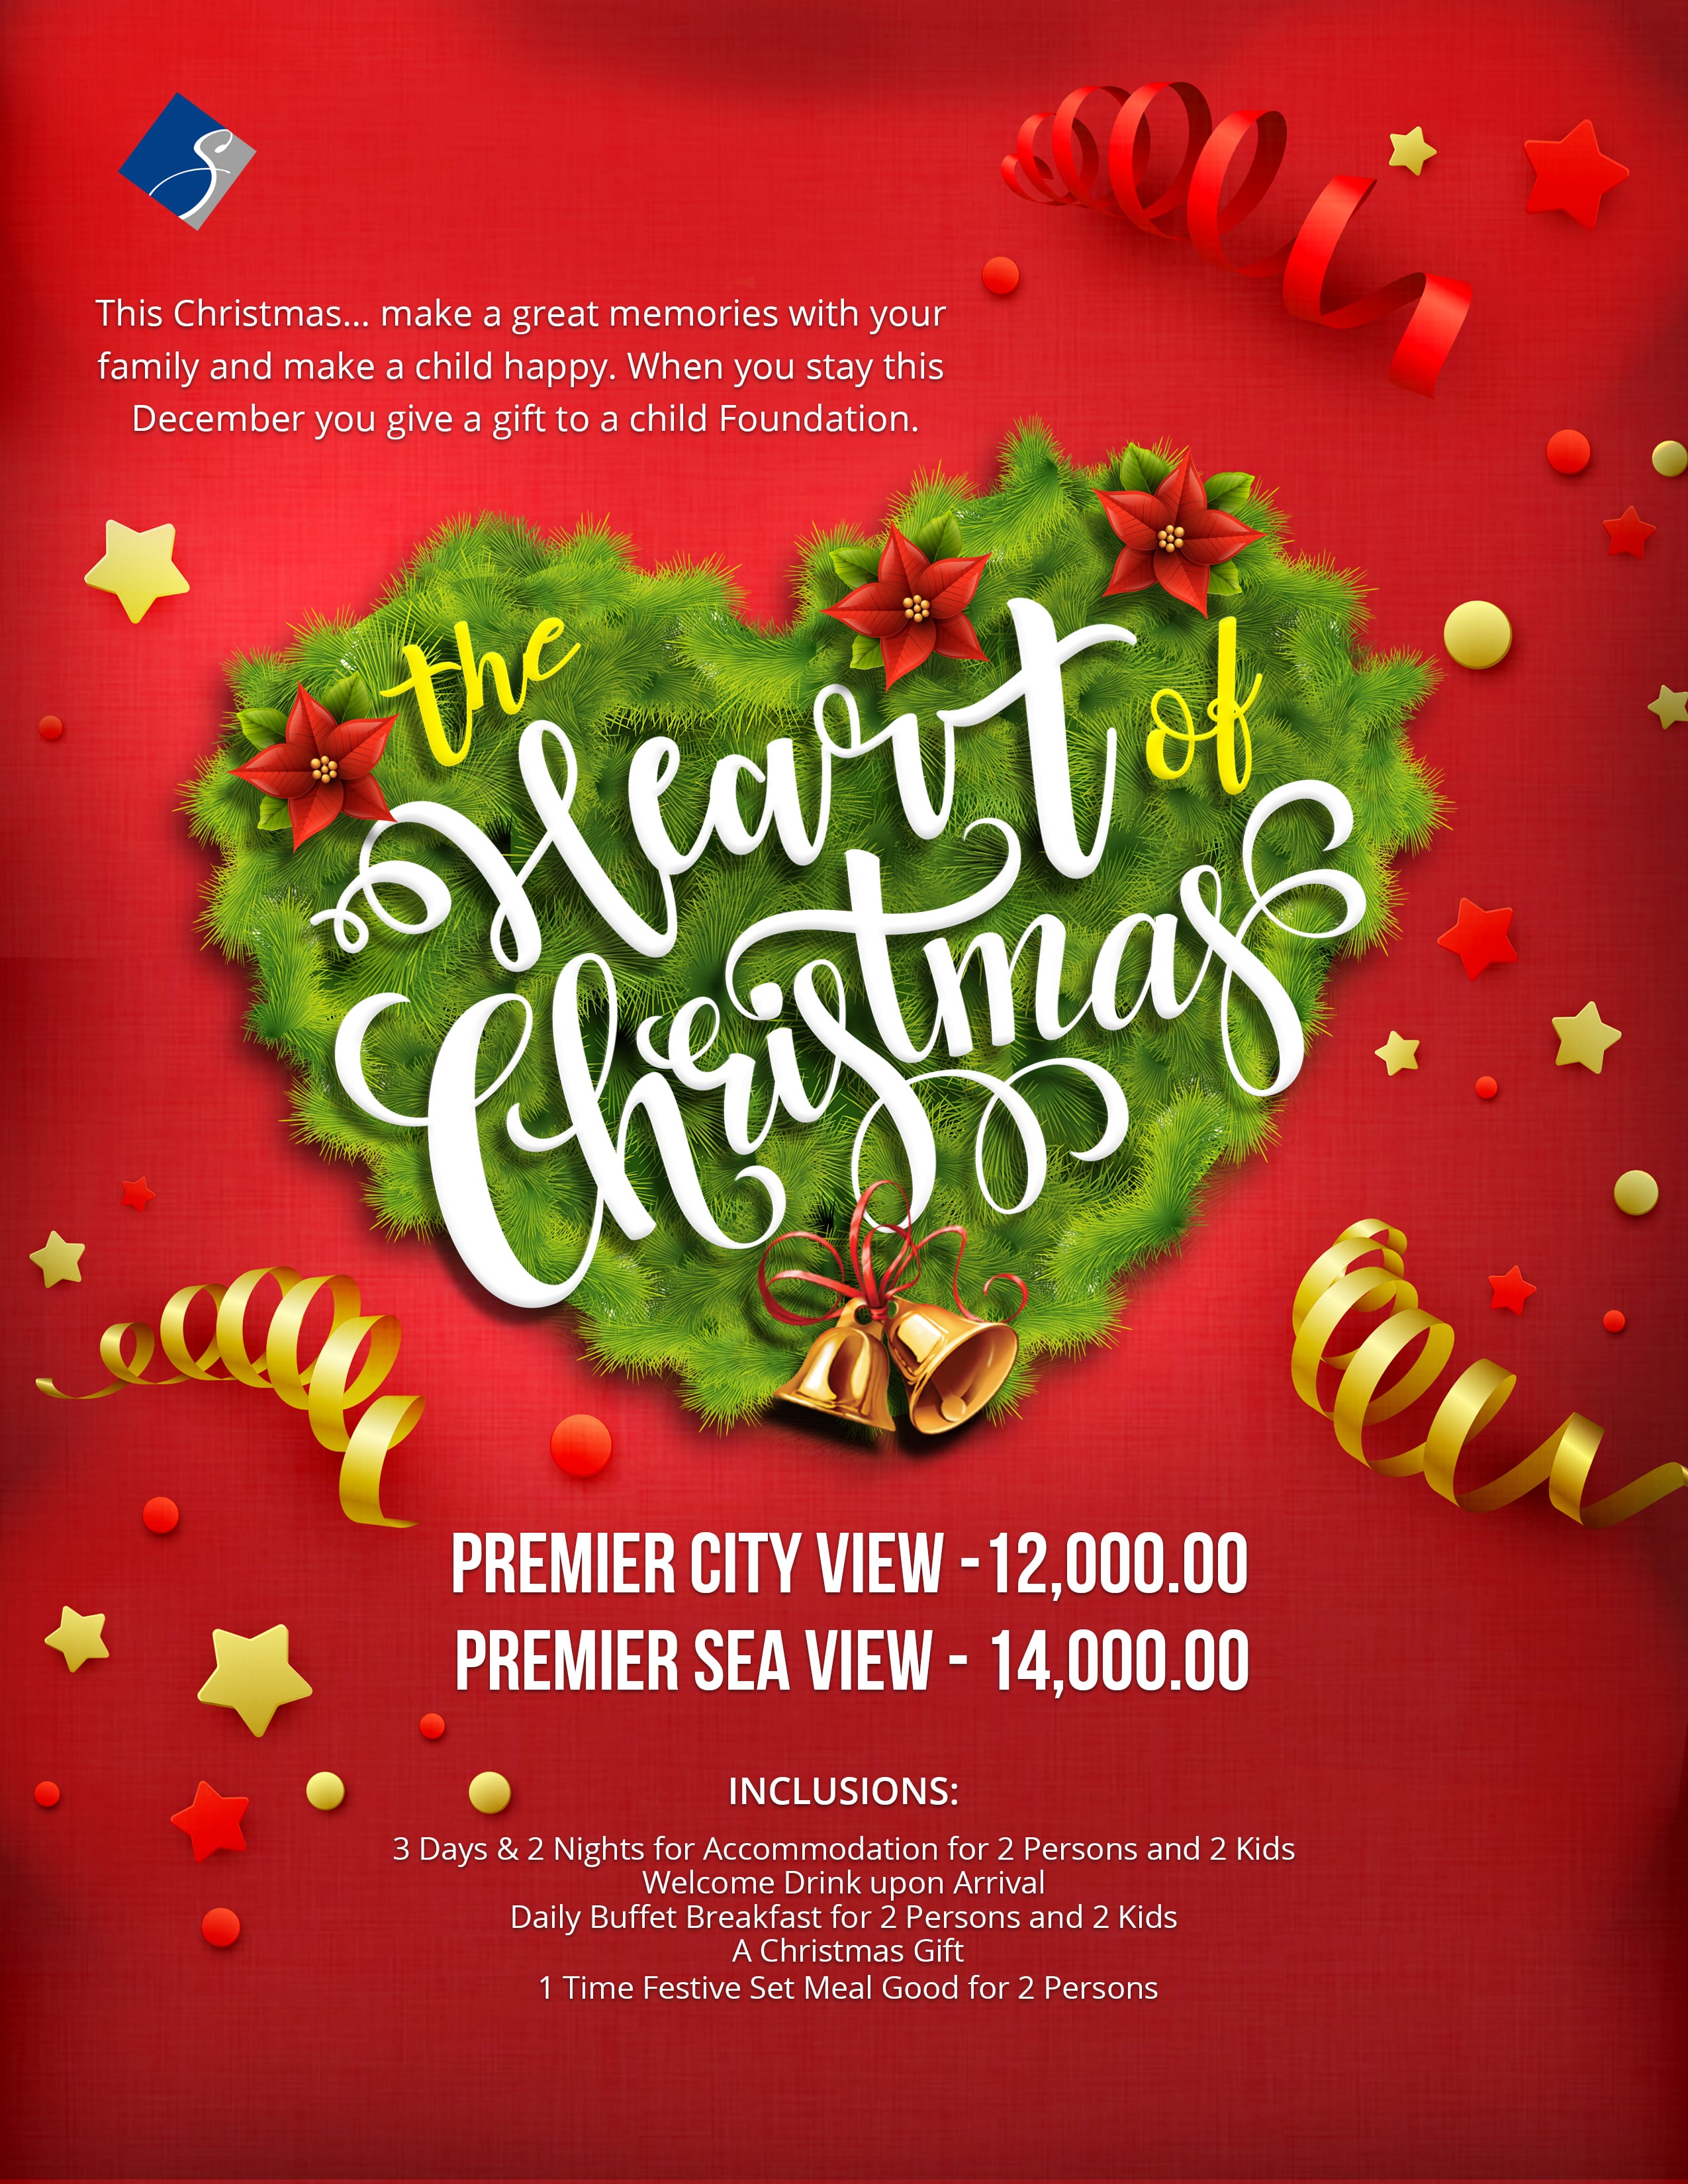 This Christmas... make a great memories with your
family and make a child happy. When you stay this
December you give a gift to a child Foundation.
the
Heart of
Christmas
PREMIER CITY VIEW -12,000.00
PREMIER SEA VIEW - 14,000.00
INCLUSIONS:
3 Days & 2 Nights for Accommodation for 2 Persons and 2 Kids
Welcome Drink upon Arrival
Daily Buffet Breakfast for 2 Persons and 2 Kids
A Christmas Gift
1 Time Festive Set Meal Good for 2 Persons